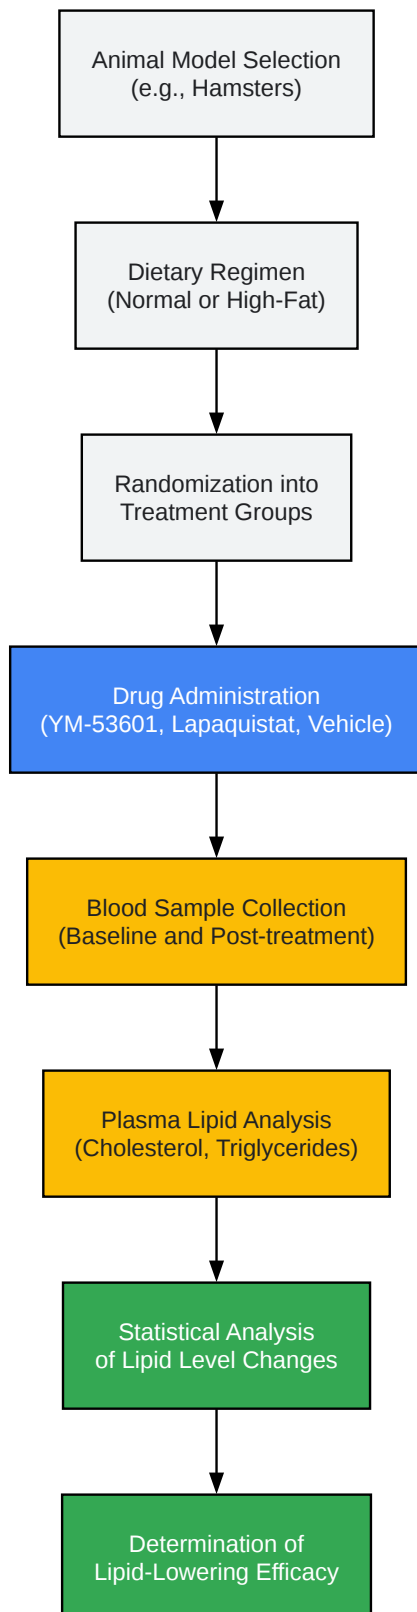 Animal Model Selection
(e.g., Hamsters)
Dietary Regimen
(Normal or High-Fat)
Randomization into
Treatment Groups
Drug Administration
(YM-53601, Lapaquistat, Vehicle)
Blood Sample Collection
(Baseline and Post-treatment)
Plasma Lipid Analysis
(Cholesterol, Triglycerides)
Statistical Analysis
of Lipid Level Changes
Determination of
Lipid-Lowering Efficacy